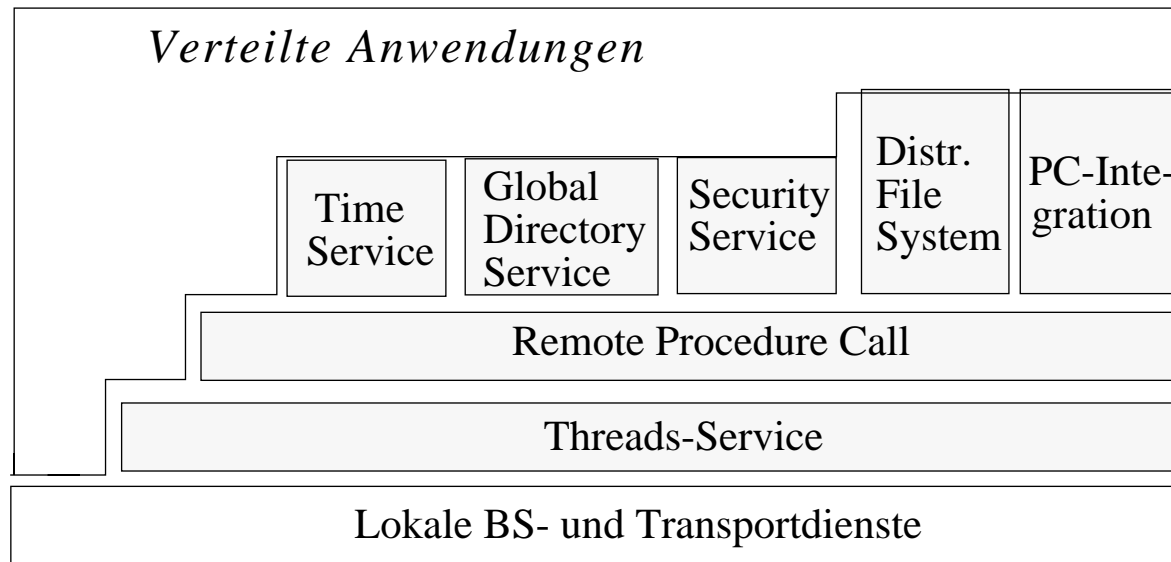 Verteilte Anwendungen
Time
Service
Global
Directory
Service
Security
Service
Distr.
File
System
PC-Inte-
gration
Remote Procedure Call
Threads-Service
Lokale BS- und Transportdienste